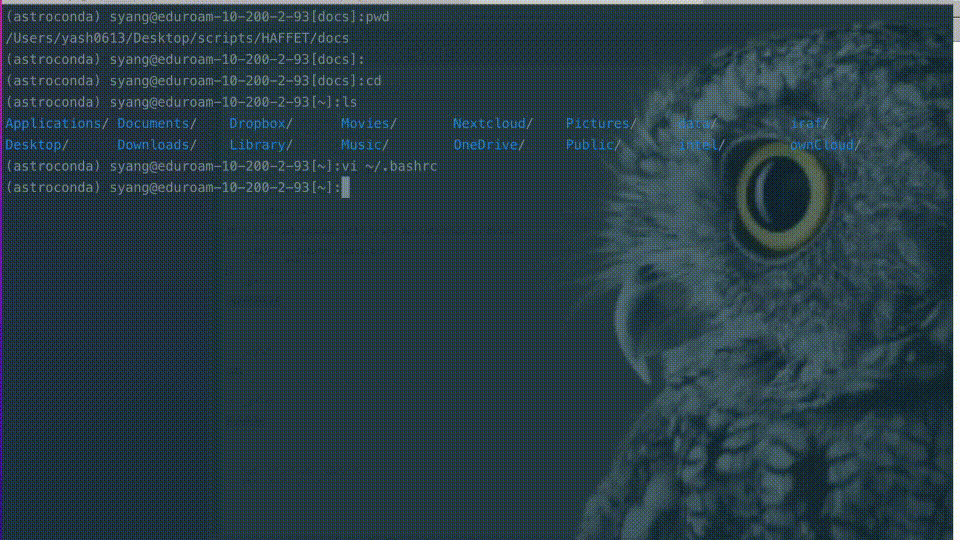 (astroconda) syang@eduroam-10-200-2-93[docs]:pwd
/Users/yash0613/Desktop/scripts/HAFFET/docs
(astroconda) syang@eduroam-10-200-2-93[docs]:
(astroconda) syang@eduroam-10-200-2-93[docs]:cd
(astroconda) syang@eduroam-10-200-2-93[~]:ls
Applications/ Documents/ Dropbox/ Movies/ Nextcloud/ Pictures/ data/ iraf/
Desktop/ Downloads/ Library/ Music/ OneDrive/ Public/ intel/ ownCloud/
(astroconda) syang@eduroam-10-200-2-93[~]:vi ~/.bashrc
(astroconda) syang@eduroam-10-200-2-93[~]: